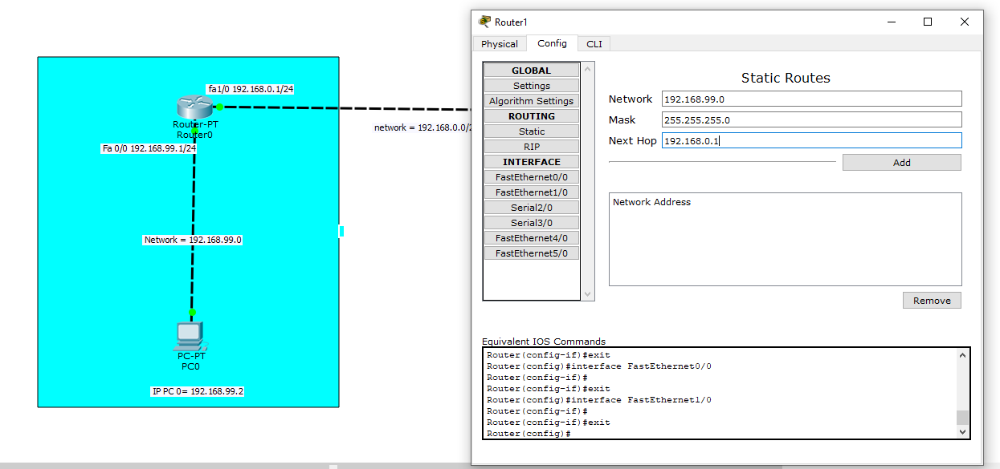 fa1/0 192.168.0.1/24
Router-PT
Router0
Fa 0/0 192.168.99.1/24
network = 192.168.0.0/2
Network = 192.168.99.0
PC-PT
PC0
IP PC 0= 192.168.99.2
Router1
Physical Config CLI
GLOBAL
Settings
Algorithm Settings
ROUTING
Static
RIP
INTERFACE
FastEthernet0/0
FastEthernet1/0
Serial2/0
Serial3/0
FastEthernet4/0
FastEthernet5/0
Static Routes
Network 192.168.99.0
Mask 255.255.255.0
Next Hop 192.168.0.1
Add
Network Address
Remove
Equivalent IOS Commands
Router(config-if)#exit
Router(config)#interface FastEthernet0/0
Router(config-if)#
Router(config-if)#exit
Router(config)#interface FastEthernet1/0
Router(config-if)#
Router(config-if)#exit
Router(config)#